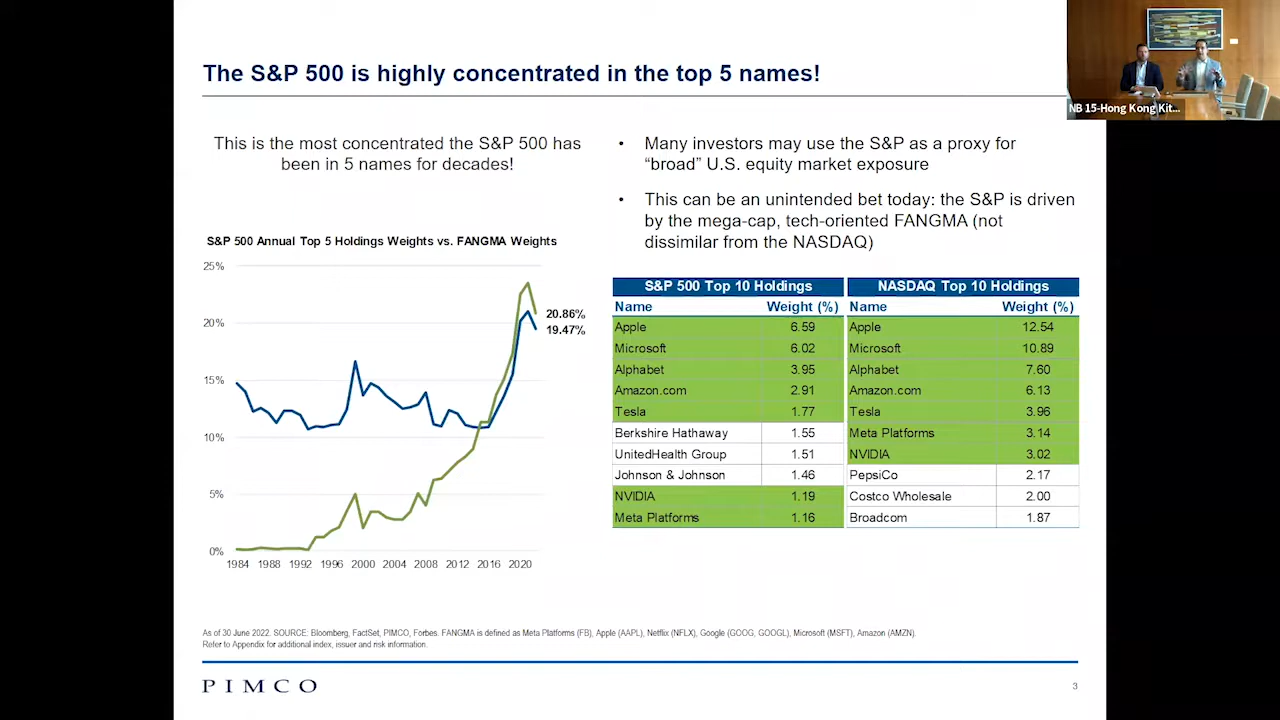 The S&P 500 is highly concentrated in the top 5 names!
NB 15-Hong Kong Kit...
This is the most concentrated the S&P 500 has
been in 5 names for decades!
• Many investors may use the S&P as a proxy for
“broad” U.S. equity market exposure
• This can be an unintended bet today: the S&P is driven
by the mega-cap, tech-oriented FANGMA (not
dissimilar from the NASDAQ)
S&P 500 Annual Top 5 Holdings Weights vs. FANGMA Weights
25%
20%
15%
10%
5%
0%
20.86%
19.47%
1984 1988 1992 1996 2000 2004 2008 2012 2016 2020
S&P 500 Top 10 Holdings
Name Weight (%)
Apple 6.59
Microsoft 6.02
Alphabet 3.95
Amazon.com 2.91
Tesla 1.77
Berkshire Hathaway 1.55
UnitedHealth Group 1.51
Johnson & Johnson 1.46
NVIDIA 1.19
Meta Platforms 1.16
NASDAQ Top 10 Holdings
Name Weight (%)
Apple 12.54
Microsoft 10.89
Alphabet 7.60
Amazon.com 6.13
Tesla 3.96
Meta Platforms 3.14
NVIDIA 3.02
PepsiCo 2.17
Costco Wholesale 2.00
Broadcom 1.87
As of 30 June 2022. SOURCE: Bloomberg, FactSet, PIMCO, Forbes. FANGMA is defined as Meta Platforms (FB), Apple (AAPL), Netflix (NFLX), Google (GOOG, GOOGL), Microsoft (MSFT), Amazon (AMZN).
Refer to Appendix for additional index, issuer and risk information.
PIMCO
3